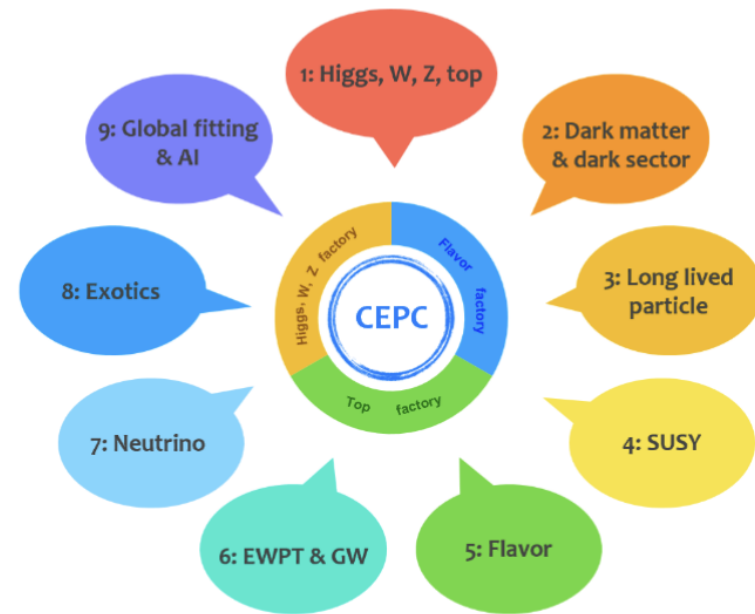 1: Higgs, W, Z, top
2: Dark matter
& dark sector
3: Long lived
particle
4: SUSY
5: Flavor
6: EWPT & GW
7: Neutrino
8: Exotics
9: Global fitting
& AI
Higgs, W, Z factory
Flavor factory
Top factory
CEPC